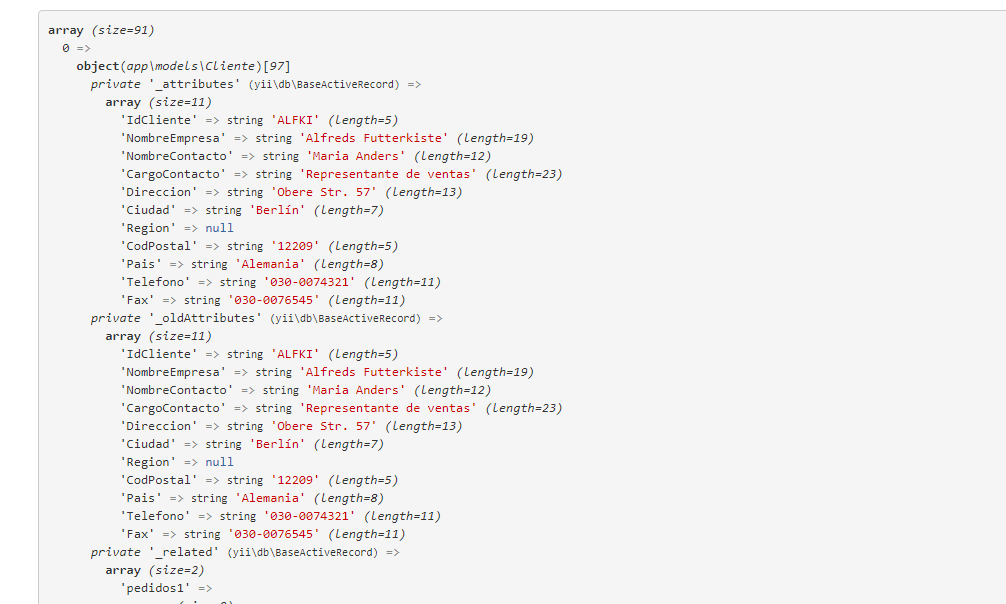 array (size=91)
0 =>
object(app\models\Cliente)[97]
private '_attributes' (yii\db\BaseActiveRecord) =>
array (size=11)
'IdCliente' => string 'ALFKI' (length=5)
'NombreEmpresa' => string 'Alfreds Futterkiste' (length=19)
'NombreContacto' => string 'Maria Anders' (length=12)
'CargoContacto' => string 'Representante de ventas' (length=23)
'Direccion' => string 'Obere Str. 57' (length=13)
'Ciudad' => string 'Berlín' (length=7)
'Region' => null
'CodPostal' => string '12209' (length=5)
'Pais' => string 'Alemania' (length=8)
'Telefono' => string '030-0074321' (length=11)
'Fax' => string '030-0076545' (length=11)
private '_oldAttributes' (yii\db\BaseActiveRecord) =>
array (size=11)
'IdCliente' => string 'ALFKI' (length=5)
'NombreEmpresa' => string 'Alfreds Futterkiste' (length=19)
'NombreContacto' => string 'Maria Anders' (length=12)
'CargoContacto' => string 'Representante de ventas' (length=23)
'Direccion' => string 'Obere Str. 57' (length=13)
'Ciudad' => string 'Berlín' (length=7)
'Region' => null
'CodPostal' => string '12209' (length=5)
'Pais' => string 'Alemania' (length=8)
'Telefono' => string '030-0074321' (length=11)
'Fax' => string '030-0076545' (length=11)
private '_related' (yii\db\BaseActiveRecord) =>
array (size=2)
'pedidos1' =>